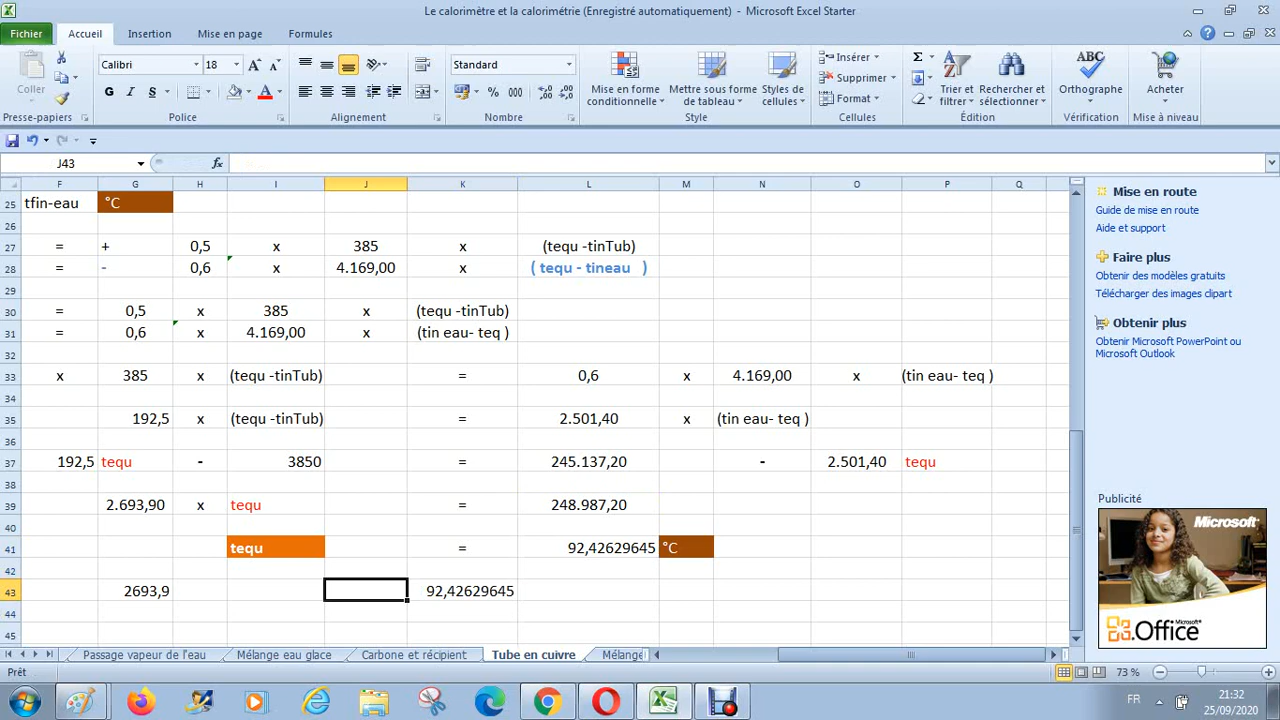 Le calorimètre et la calorimétrie (Enregistré automatiquement) - Microsoft Excel Starter
Fichier Accueil Insertion Mise en page Formules
Coller
Presse-papiers
Calibri 18
G I S
Police
Alignement
Standard
% 000
Nombre
Mise en forme conditionnelle
Mettre sous forme de tableau
Styles de cellules
Style
Insérer
Supprimer
Format
Cellules
Σ
Trier et filtrer
Rechercher et sélectionner
Édition
ABC
Orthographe
Vérification
Acheter
Mise à niveau
J43 fx
F G H I J K L M N O P Q
25 tfin-eau °C
26
27 = + 0,5 x 385 x (tequ -tinTub)
28 = - 0,6 x 4.169,00 x ( tequ - tineau )
29
30 = 0,5 x 385 x (tequ -tinTub)
31 = 0,6 x 4.169,00 x (tin eau- teq )
32
33 x 385 x (tequ -tinTub) = 0,6 x 4.169,00 x (tin eau- teq )
34
35 192,5 x (tequ -tinTub) = 2.501,40 x (tin eau- teq )
36
37 192,5 tequ - 3850 = 245.137,20 - 2.501,40 tequ
38
39 2.693,90 x tequ = 248.987,20
40
41 tequ = 92,42629645 °C
42
43 2693,9 92,42629645
44
45
Mise en route
Guide de mise en route
Aide et support
Faire plus
Obtenir des modèles gratuits
Télécharger des images clipart
Obtenir plus
Obtenir Microsoft PowerPoint ou
Microsoft Outlook
Publicité
Microsoft
Office
Passage vapeur de l'eau Mélange eau glace Carbone et récipient Tube en cuivre Mélange
Prêt 73 %
FR 21:32
25/09/2020